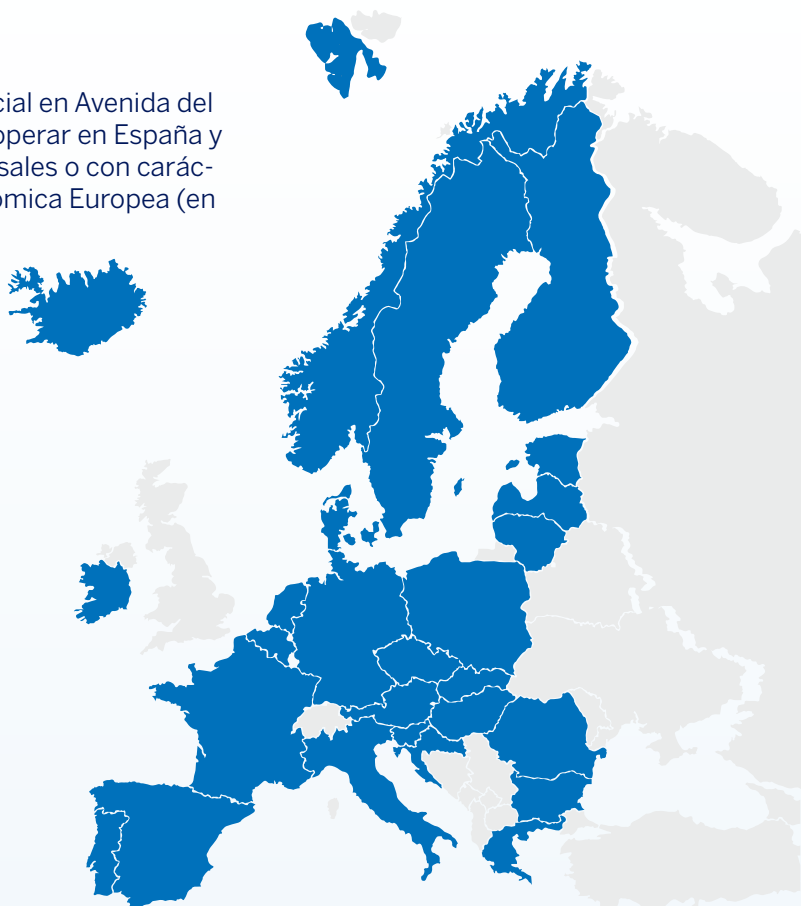 cial en Avenida del
operar en España y
sales o con carác-
ómica Europea (en